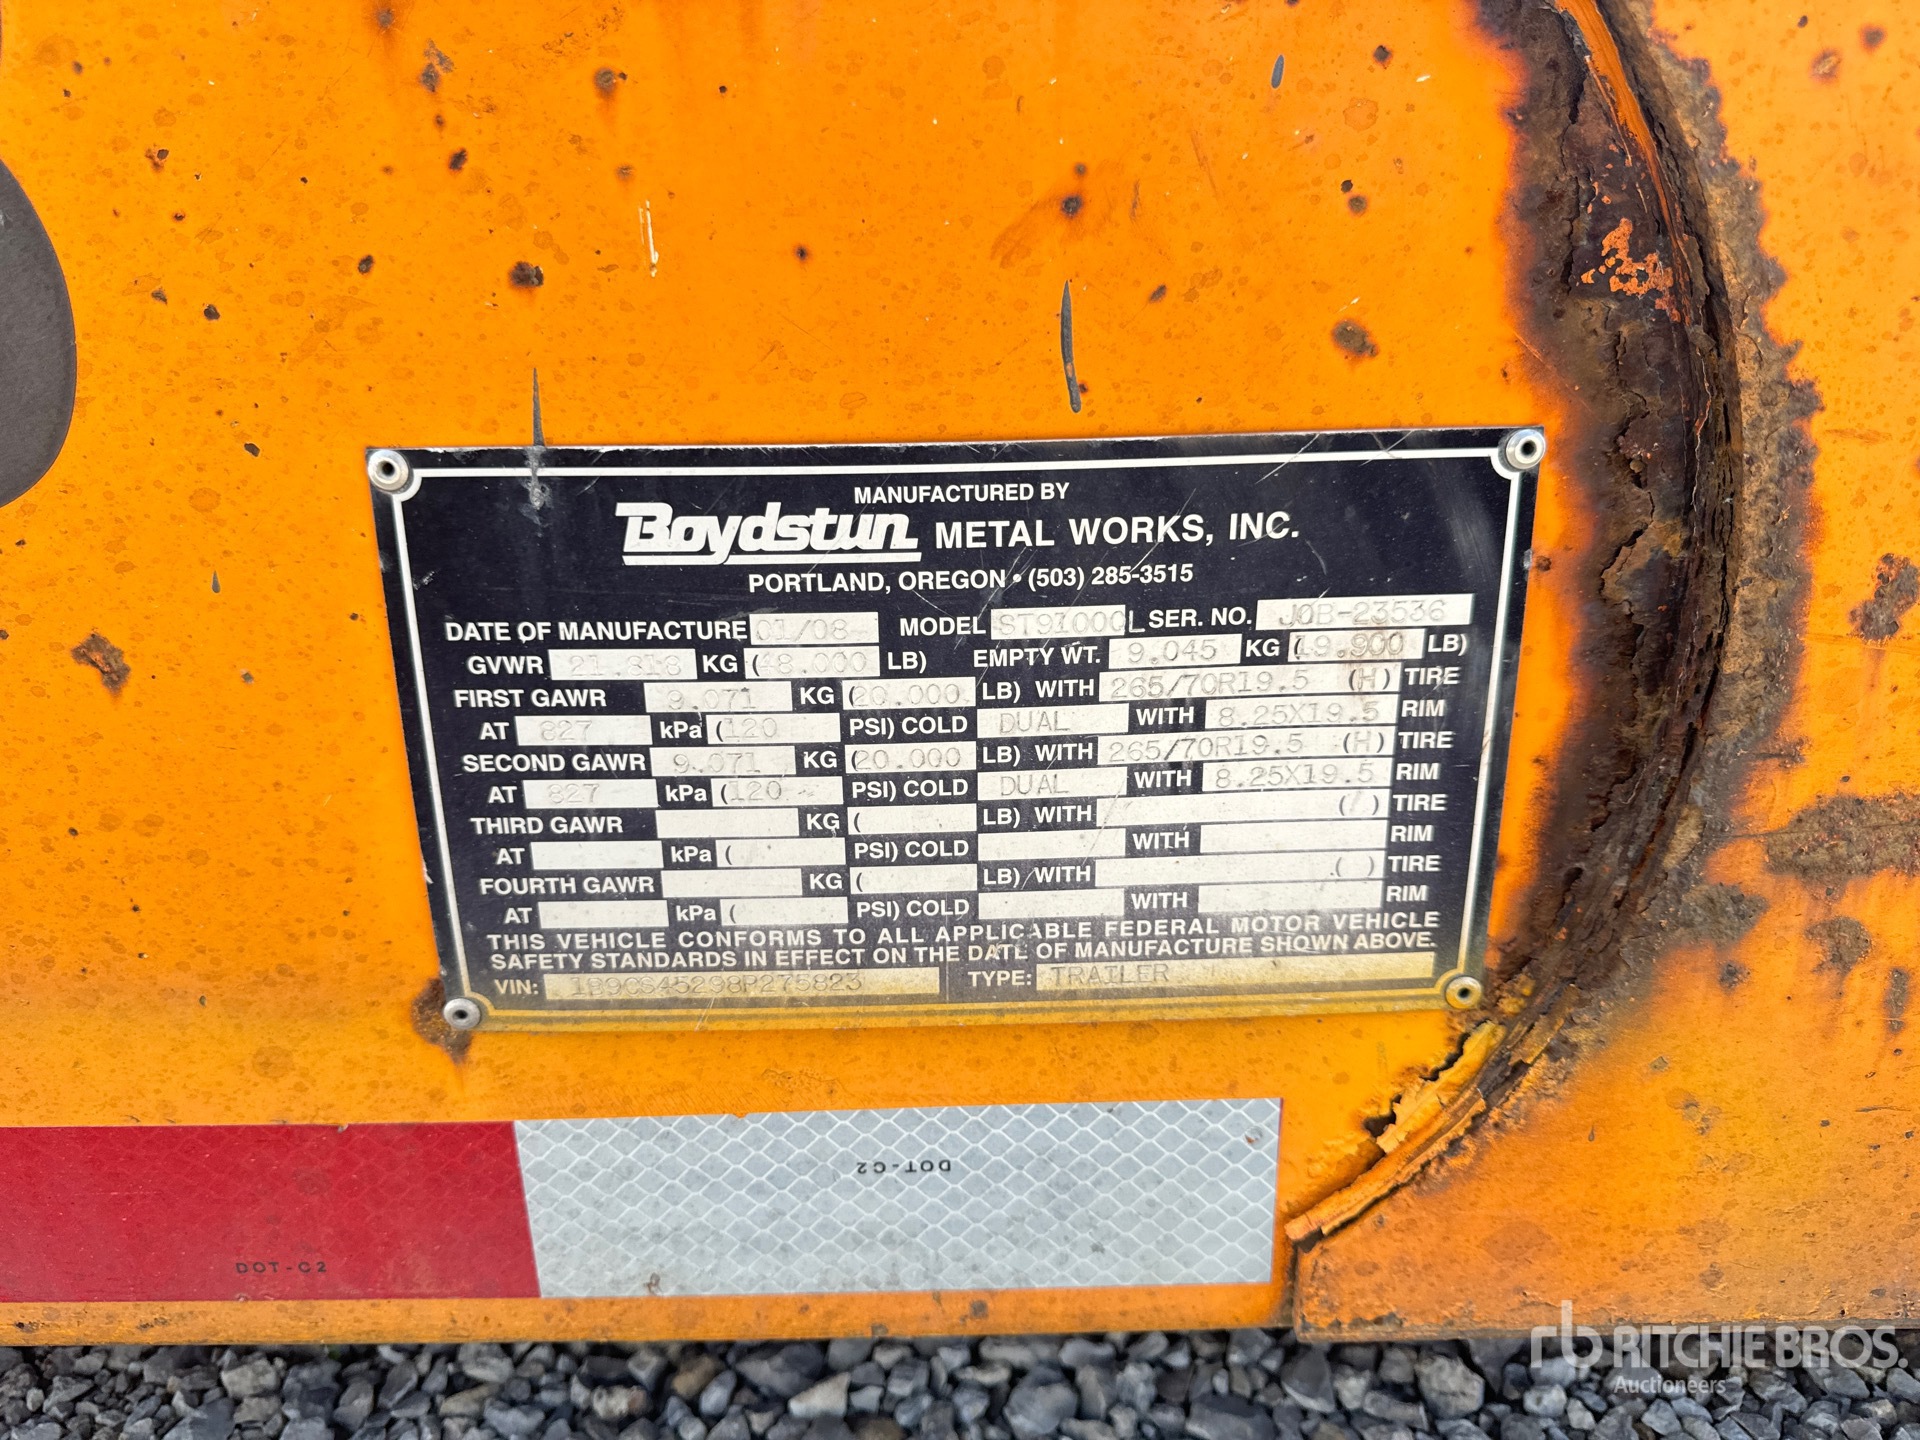 MANUFACTURED BY
Boydstun METAL WORKS, INC.
PORTLAND, OREGON • (503) 285-3515
DATE OF MANUFACTURE 01/08 MODEL ST9100QL SER. NO. JOB-23536
GVWR 21.818 KG (48.000 LB) EMPTY WT. 9.045 KG (19.900 LB)
FIRST GAWR 9.071 KG (20.000 LB) WITH 265/70R19.5 (H) TIRE
AT 827 kPa (120 PSI) COLD DUAL WITH 8.25X19.5 RIM
SECOND GAWR 9.071 KG (20.000 LB) WITH 265/70R19.5 (H) TIRE
AT 827 kPa (120 PSI) COLD DUAL WITH 8.25X19.5 RIM
THIRD GAWR KG ( LB) WITH (/) TIRE
AT kPa ( PSI) COLD WITH RIM
FOURTH GAWR KG ( LB) WITH ( ) TIRE
AT kPa ( PSI) COLD WITH RIM
THIS VEHICLE CONFORMS TO ALL APPLICABLE FEDERAL MOTOR VEHICLE
SAFETY STANDARDS IN EFFECT ON THE DATE OF MANUFACTURE SHOWN ABOVE.
VIN: 1B9CS45298P275823 TYPE: TRAILER
DOT-C2
DOT-C2
rb RITCHIE BROS.
Auctioneers